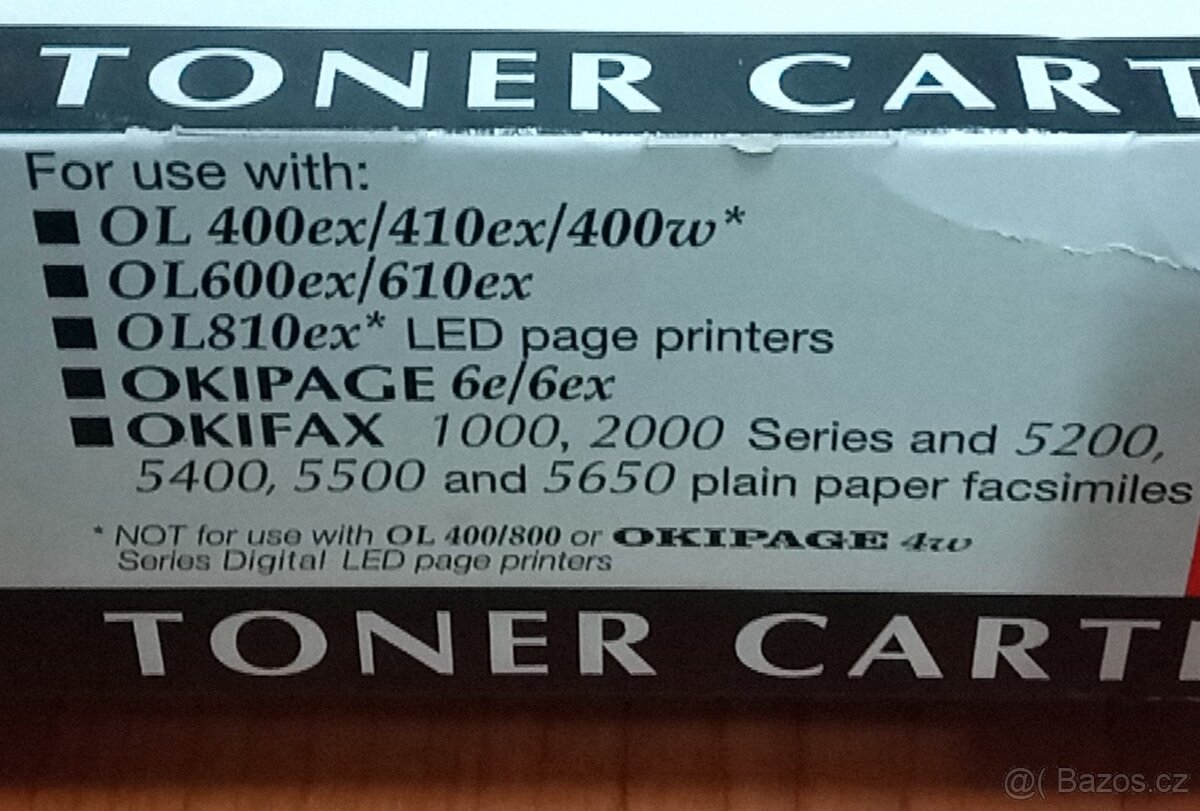 TONER CART
For use with:
■ OL 400ex/410ex/400w*
■ OL600ex/610ex
■ OL810ex* LED page printers
■ OKIPAGE 6e/6ex
■ OKIFAX 1000, 2000 Series and 5200,
5400, 5500 and 5650 plain paper facsimiles
* NOT for use with OL 400/800 or OKIPAGE 4w
Series Digital LED page printers
TONER CARTI
@( Bazos.cz